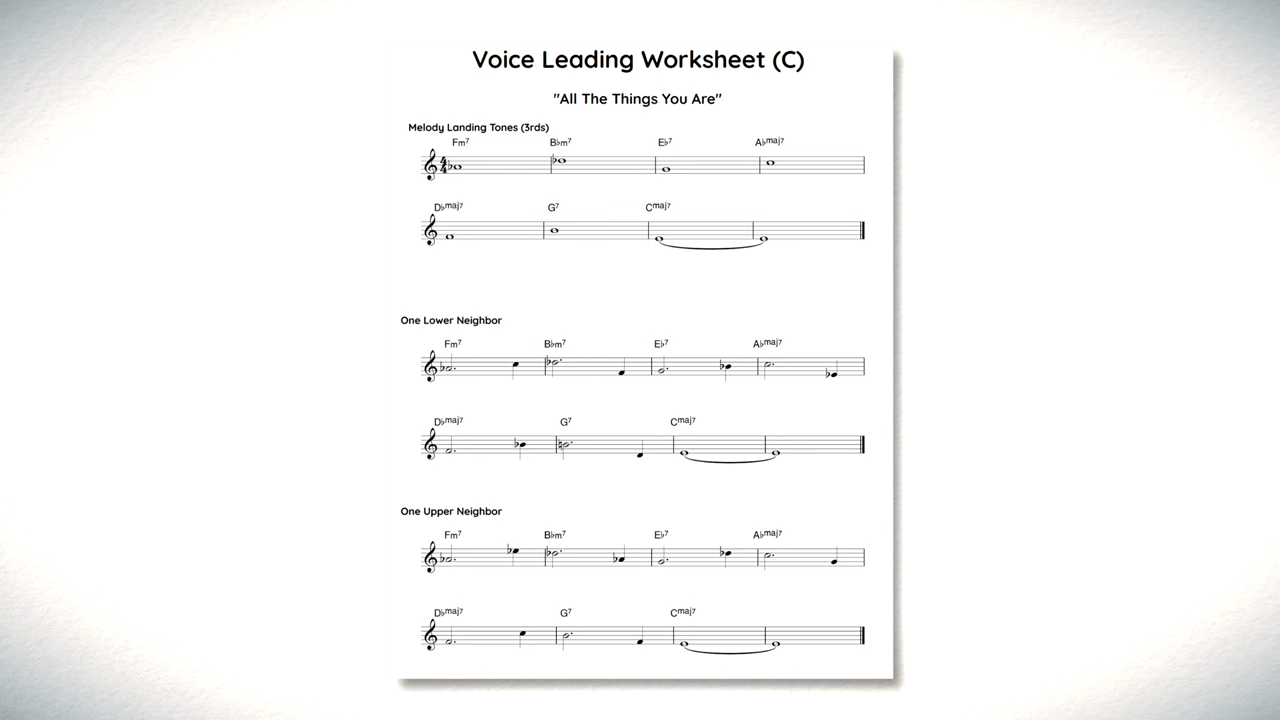 Voice Leading Worksheet (C)
"All The Things You Are"
Melody Landing Tones (3rds)
Fm7 B♭m7 E♭7 A♭maj7
D♭maj7 G7 Cmaj7
One Lower Neighbor
Fm7 B♭m7 E♭7 A♭maj7
D♭maj7 G7 Cmaj7
One Upper Neighbor
Fm7 B♭m7 E♭7 A♭maj7
D♭maj7 G7 Cmaj7